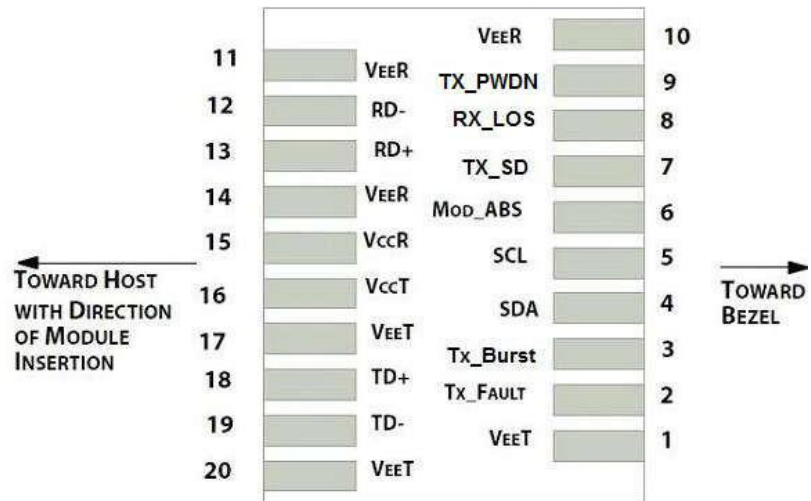 VEER 10
11 VEER
TX_PWDN 9
12 RD-
RX_LOS 8
13 RD+
TX_SD 7
14 VEER
MOD_ABS 6
15 VCCR
SCL 5
16 VCCT
SDA 4
17 VEET
Tx_Burst 3
18 TD+
TX_FAULT 2
19 TD-
VEET 1
20 VEET
TOWARD HOST
WITH DIRECTION
OF MODULE
INSERTION
TOWARD
BEZEL